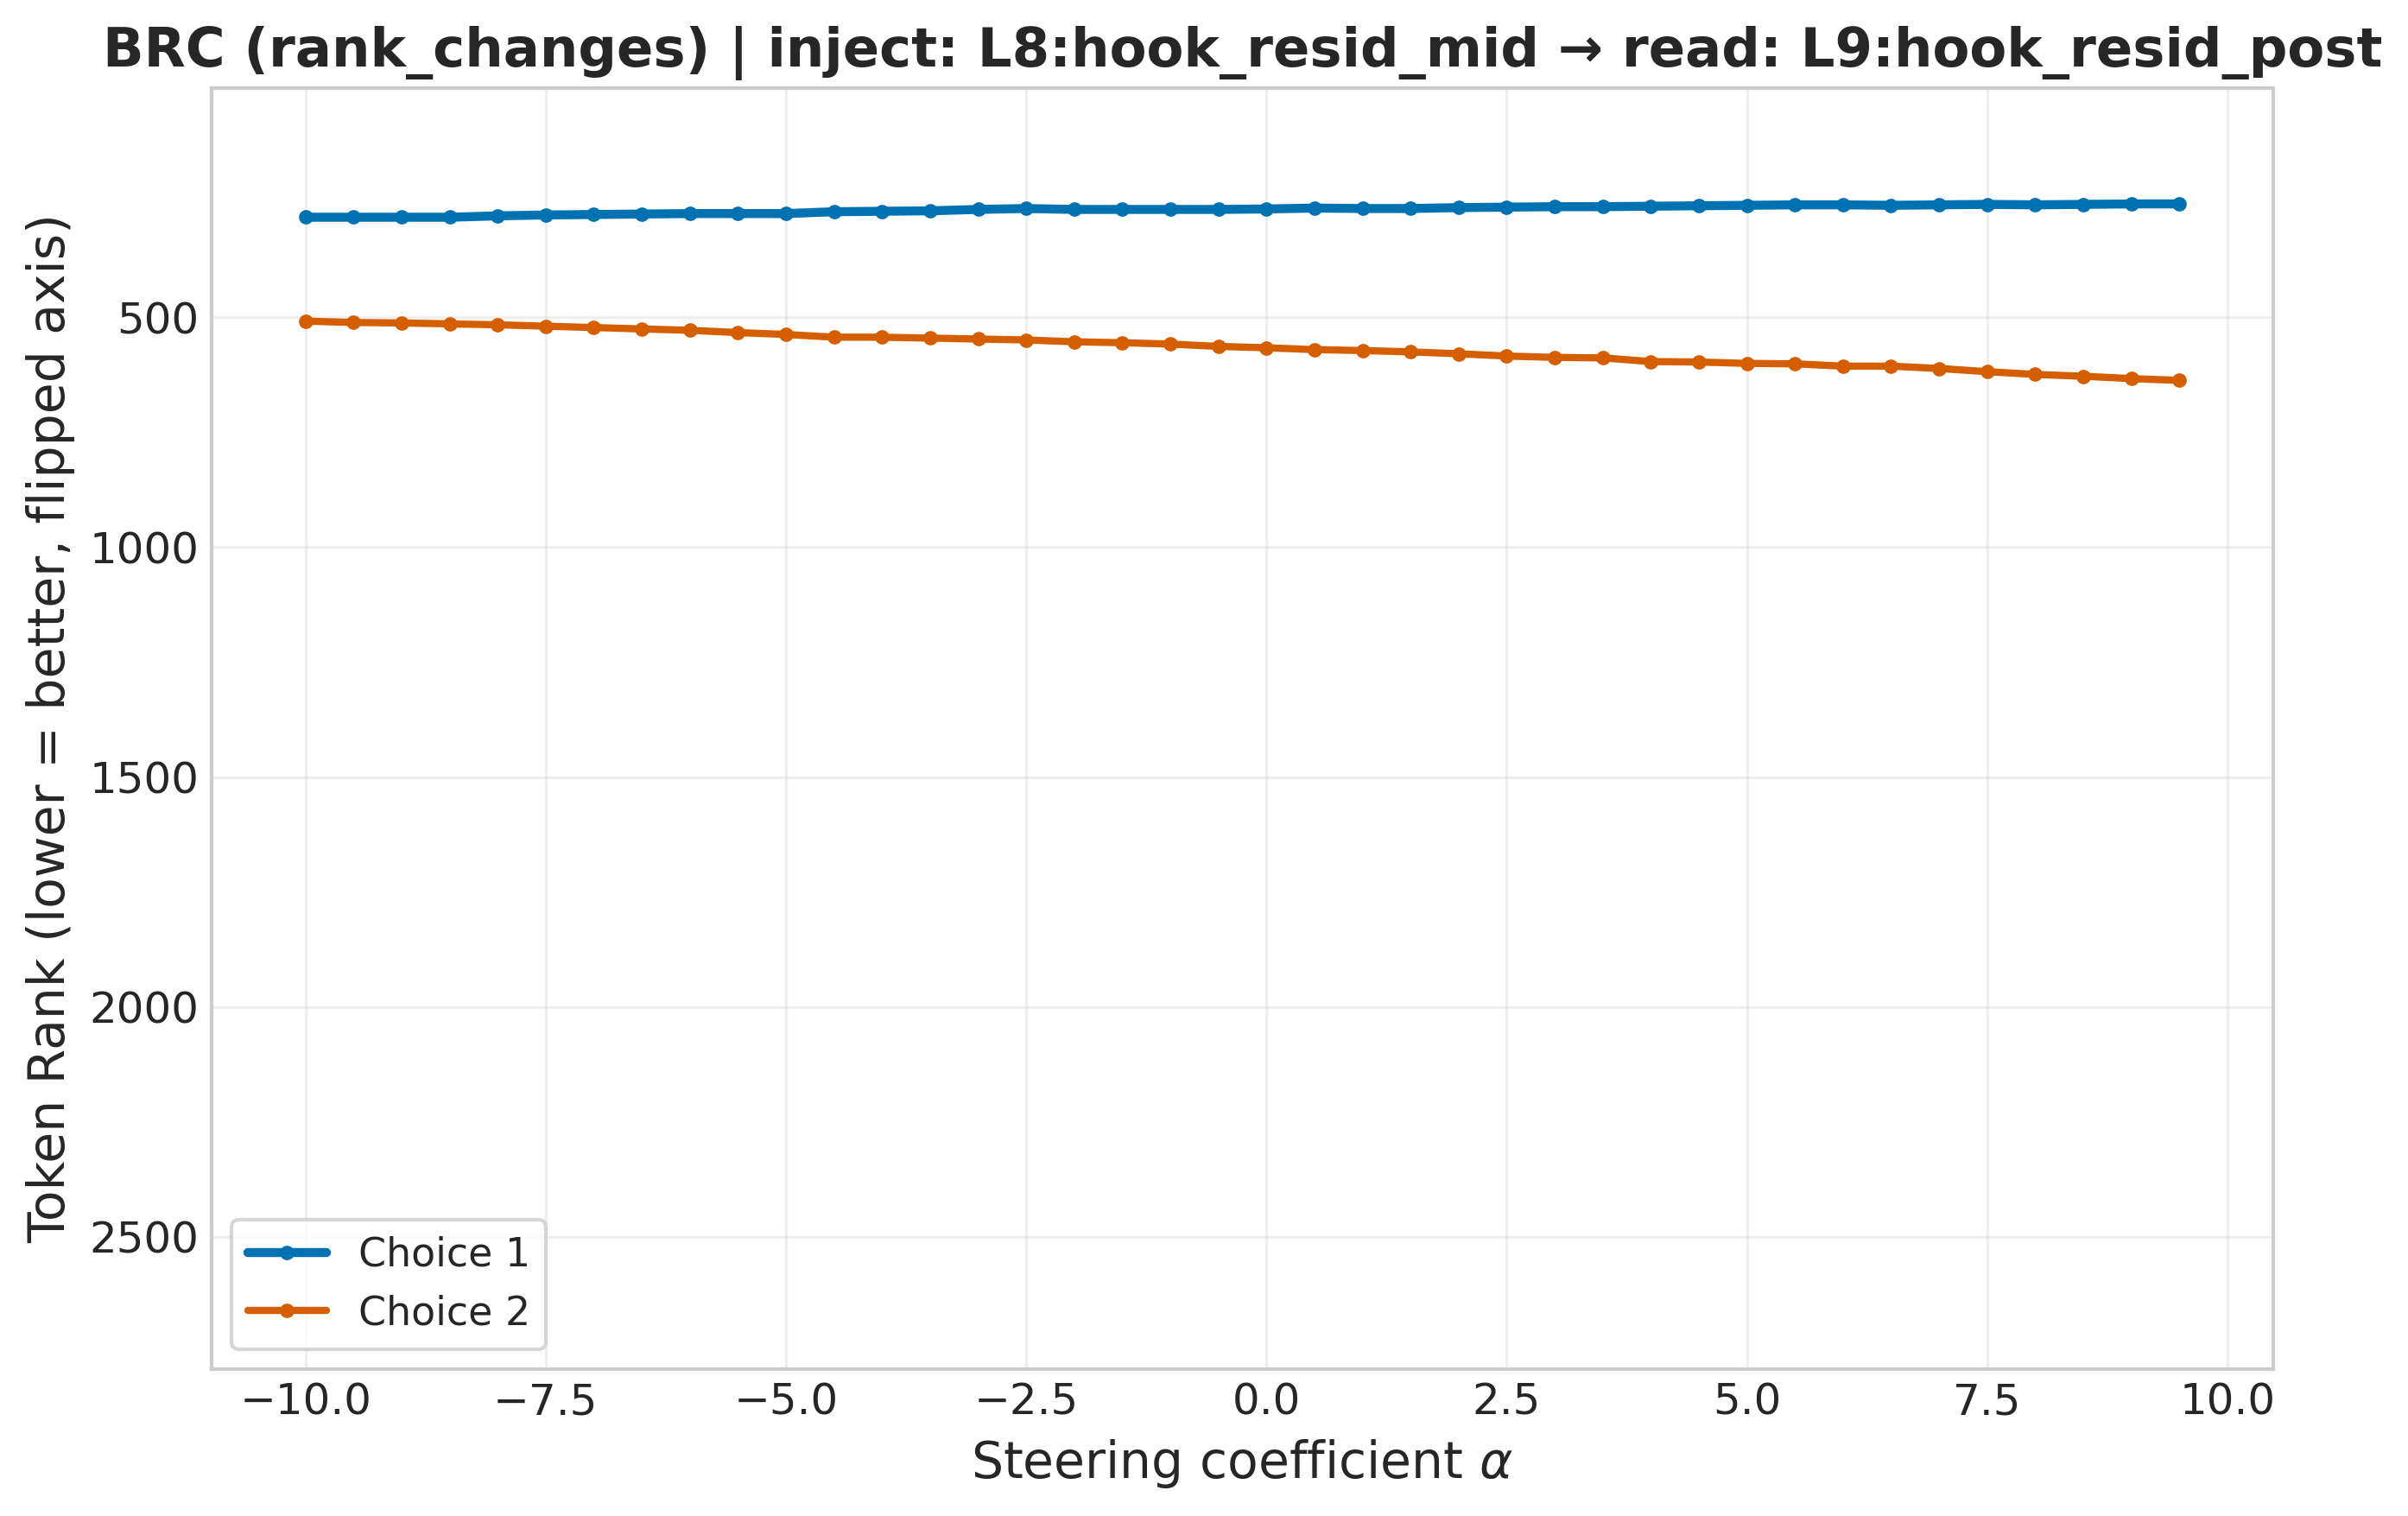 BRC (rank_changes) | inject: L8:hook_resid_mid → read: L9:hook_resid_post
Token Rank (lower = better, flipped axis)
500
1000
1500
2000
2500
Choice 1
Choice 2
−10.0 −7.5 −5.0 −2.5 0.0 2.5 5.0 7.5 10.0
Steering coefficient α